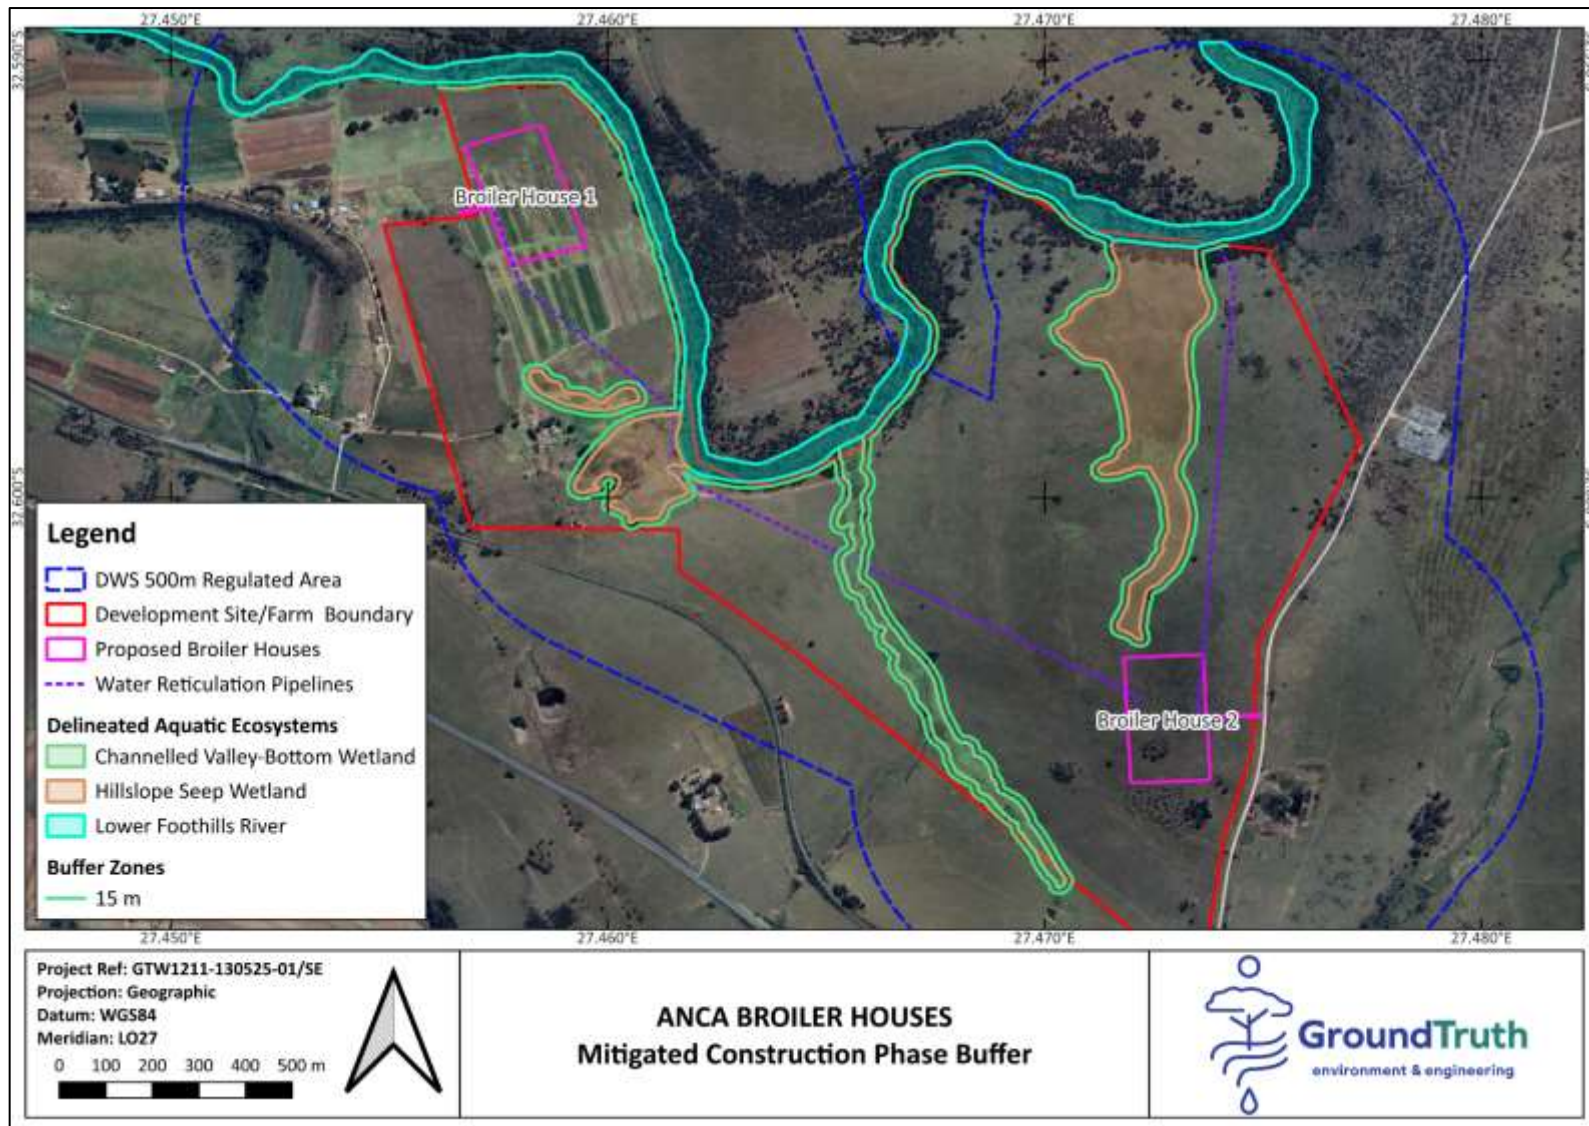 27.450°E
27.460°E
27.470°E
27.480°E
32.590°S
Broiler House 1
32.600°S
Broiler House 2
Legend
DWS 500m Regulated Area
Development Site/Farm Boundary
Proposed Broiler Houses
Water Reticulation Pipelines
Delineated Aquatic Ecosystems
Channelled Valley-Bottom Wetland
Hillslope Seep Wetland
Lower Foothills River
Buffer Zones
15 m
27.450°E
27.460°E
27.470°E
27.480°E
Project Ref: GTW1211-130525-01/SE
Projection: Geographic
Datum: WGS84
Meridian: LO27
0 100 200 300 400 500 m
ANCA BROILER HOUSES
Mitigated Construction Phase Buffer
GroundTruth
environment & engineering